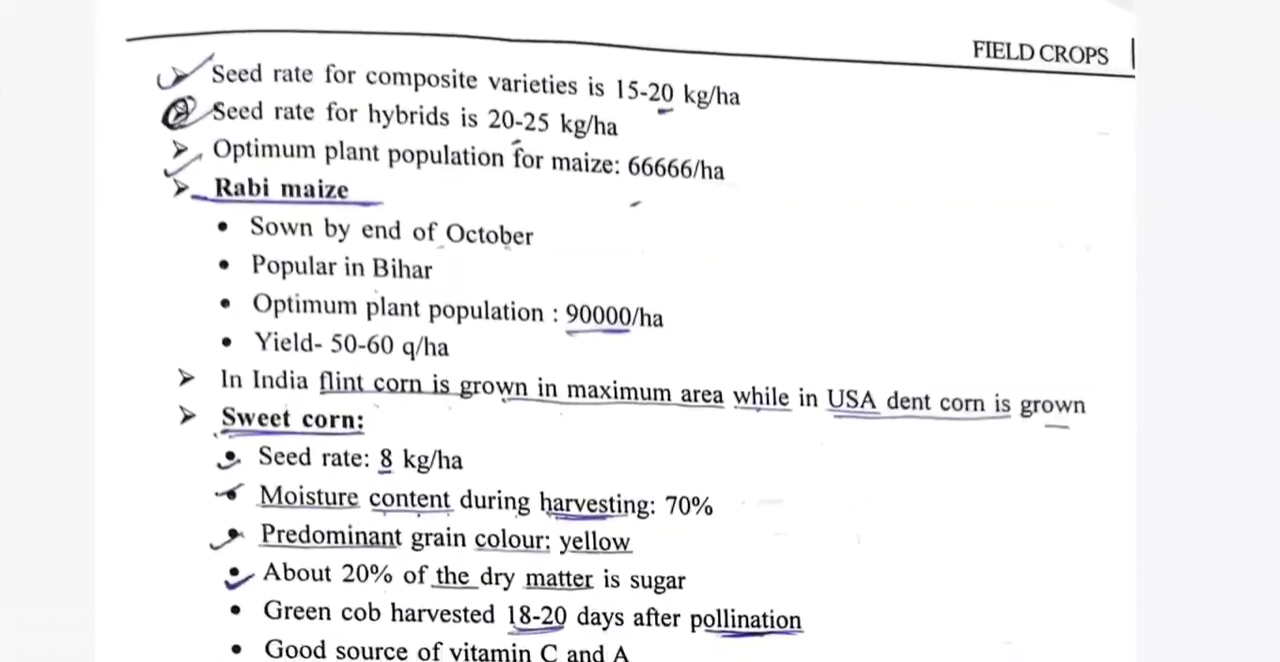 FIELD CROPS
Seed rate for composite varieties is 15-20 kg/ha
Seed rate for hybrids is 20-25 kg/ha
Optimum plant population for maize: 66666/ha
Rabi maize
Sown by end of October
Popular in Bihar
Optimum plant population : 90000/ha
Yield- 50-60 q/ha
In India flint corn is grown in maximum area while in USA dent corn is grown
Sweet corn:
Seed rate: 8 kg/ha
Moisture content during harvesting: 70%
Predominant grain colour: yellow
About 20% of the dry matter is sugar
Green cob harvested 18-20 days after pollination
Good source of vitamin C and A